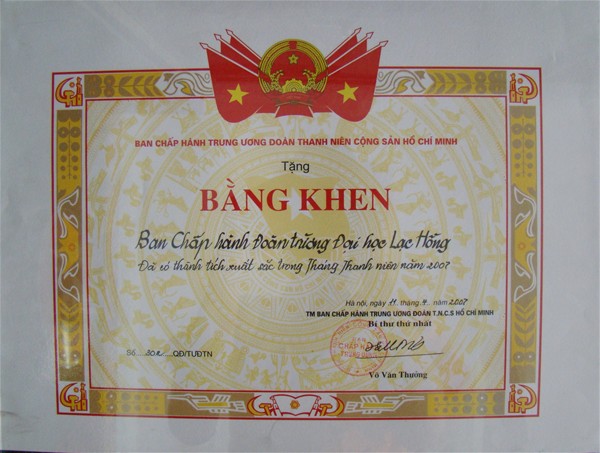 BAN CHẤP HÀNH TRUNG ƯƠNG ĐOÀN THANH NIÊN CỘNG SẢN HỒ CHÍ MINH
Tặng
BẰNG KHEN
Ban Chấp hành Đoàn trường Đại học Lạc Hồng
Đã có thành tích xuất sắc trong Tháng Thanh niên năm 2007
Hà Nội, ngày 11 tháng 4 năm 2007
TM BAN CHẤP HÀNH TRUNG ƯƠNG ĐOÀN T.N.C.S HỒ CHÍ MINH
Bí thư thứ nhất
Số QĐ/TƯĐTN
Võ Văn Thưởng